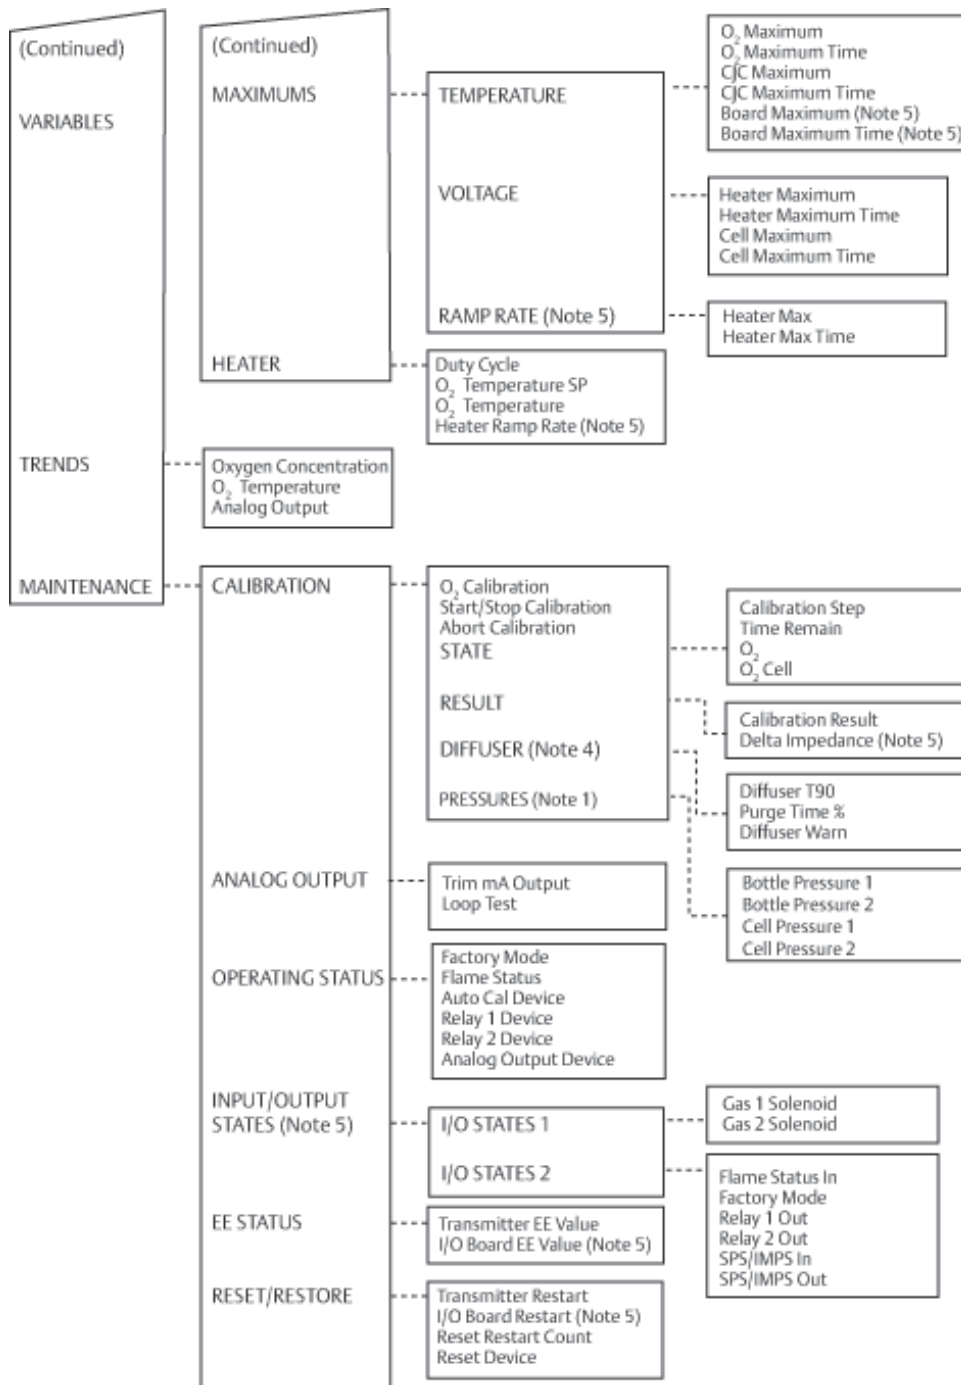 (Continued)
VARIABLES
TRENDS
MAINTENANCE
(Continued)
MAXIMUMS
HEATER
TEMPERATURE
VOLTAGE
RAMP RATE (Note 5)
O₂ Maximum
O₂ Maximum Time
CJC Maximum
CJC Maximum Time
Board Maximum (Note 5)
Board Maximum Time (Note 5)
Heater Maximum
Heater Maximum Time
Cell Maximum
Cell Maximum Time
Heater Max
Heater Max Time
Duty Cycle
O₂ Temperature SP
O₂ Temperature
Heater Ramp Rate (Note 5)
Oxygen Concentration
O₂ Temperature
Analog Output
CALIBRATION
O₂ Calibration
Start/Stop Calibration
Abort Calibration
STATE
RESULT
DIFFUSER (Note 4)
PRESSURES (Note 1)
Calibration Step
Time Remain
O₂
O₂ Cell
Calibration Result
Delta Impedance (Note 5)
Diffuser T90
Purge Time %
Diffuser Warn
Bottle Pressure 1
Bottle Pressure 2
Cell Pressure 1
Cell Pressure 2
ANALOG OUTPUT
Trim mA Output
Loop Test
OPERATING STATUS
Factory Mode
Flame Status
Auto Cal Device
Relay 1 Device
Relay 2 Device
Analog Output Device
INPUT/OUTPUT
STATES (Note 5)
I/O STATES 1
I/O STATES 2
Gas 1 Solenoid
Gas 2 Solenoid
Flame Status In
Factory Mode
Relay 1 Out
Relay 2 Out
SPS/IMPS In
SPS/IMPS Out
EE STATUS
Transmitter EE Value
I/O Board EE Value (Note 5)
RESET/RESTORE
Transmitter Restart
I/O Board Restart (Note 5)
Reset Restart Count
Reset Device